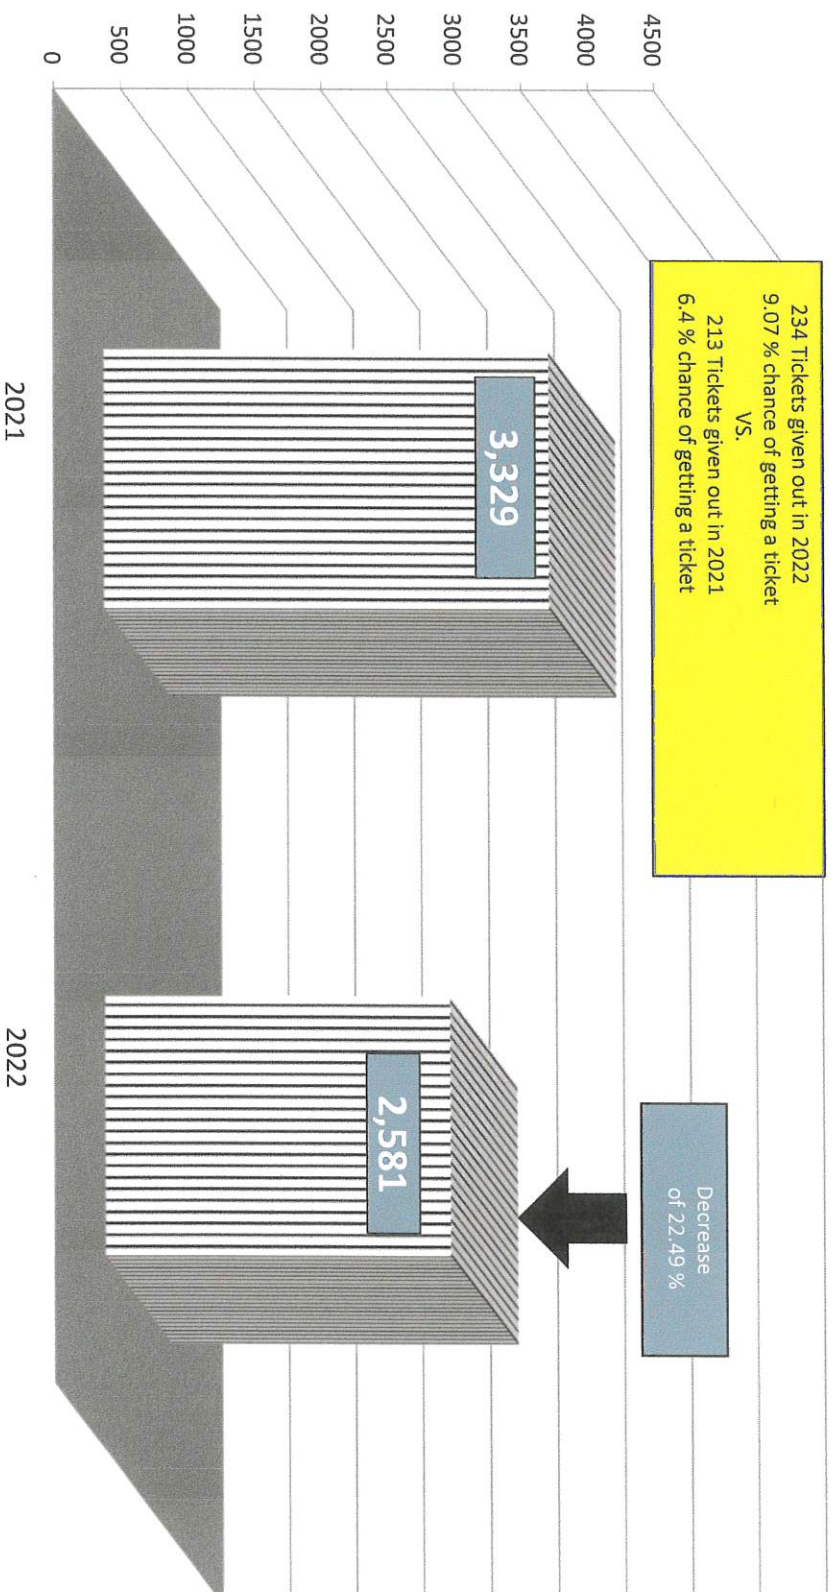 234 Tickets given out in 2022
9.07 % chance of getting a ticket
VS.
213 Tickets given out in 2021
6.4 % chance of getting a ticket
Decrease
of 22.49 %
4500
4000
3500
3000
2500
2000
1500
1000
500
0
3,329
2,581
2021
2022